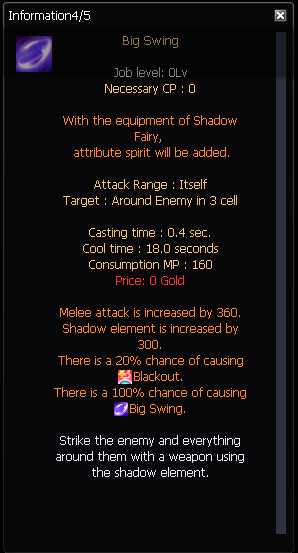 Information4/5
Big Swing
Job level: 0Lv
Necessary CP : 0
With the equipment of Shadow
Fairy,
attribute spirit will be added.
Attack Range : Itself
Target : Around Enemy in 3 cell
Casting time : 0.4 sec.
Cool time : 18.0 seconds
Consumption MP : 160
Price: 0 Gold
Melee attack is increased by 360.
Shadow element is increased by
300.
There is a 20% chance of causing
Blackout.
There is a 100% chance of causing
Big Swing.
Strike the enemy and everything
around them with a weapon using
the shadow element.